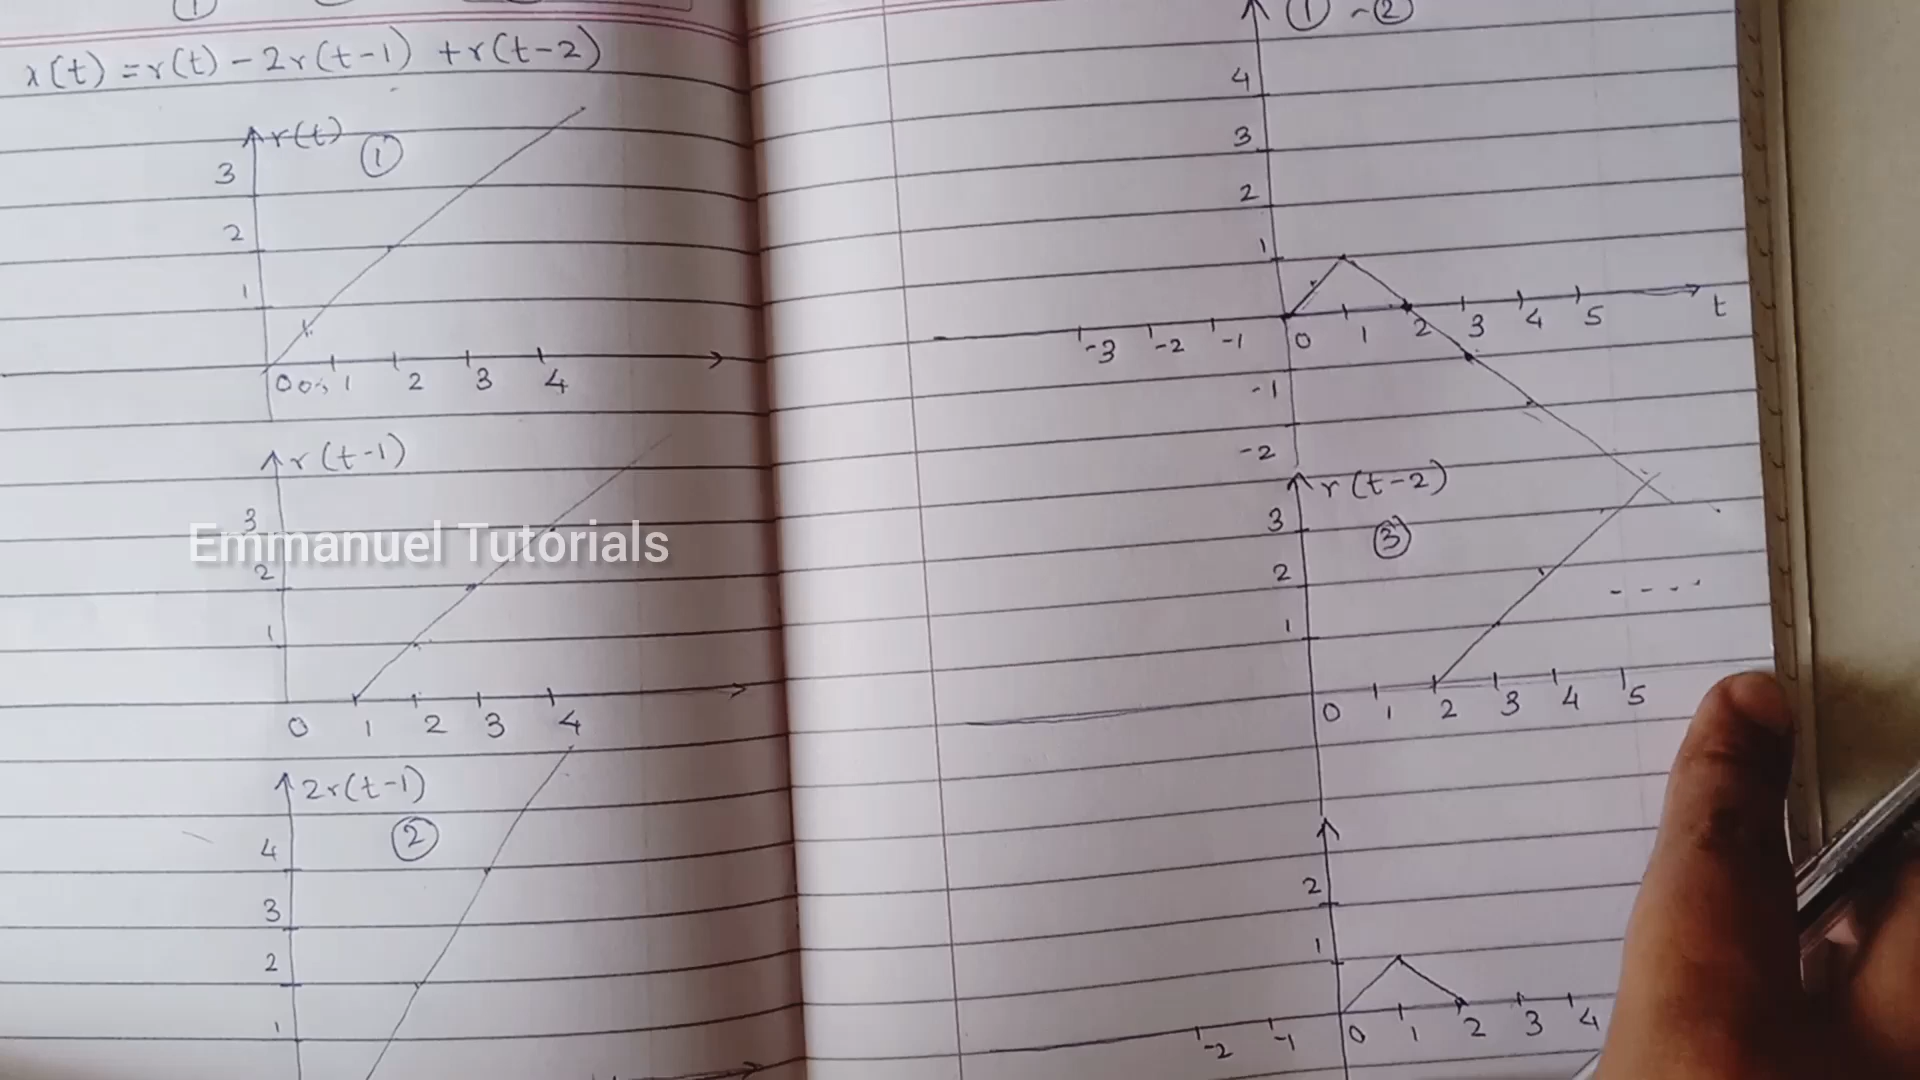 x(t) = r(t) - 2r(t-1) + r(t-2)
r(t) ①
3
2
1
0 0.5 1 2 3 4
r(t-1)
3
Emmanuel Tutorials
2
1
0 1 2 3 4
2r(t-1)
②
4
3
2
1
① - ②
4
3
2
1
-3 -2 -1 0 1 2 3 4 5 t
-1
-2
r(t-2)
3 ③
2
1
0 1 2 3 4 5
2
1
-2 -1 0 1 2 3 4